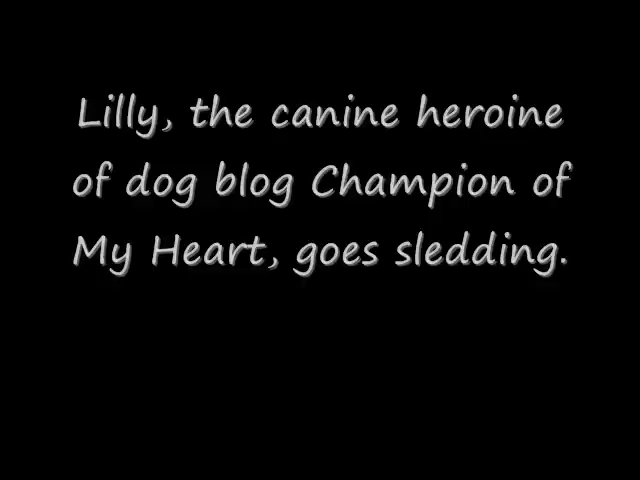 Lilly, the canine heroine
of dog blog Champion of
My Heart, goes sledding.